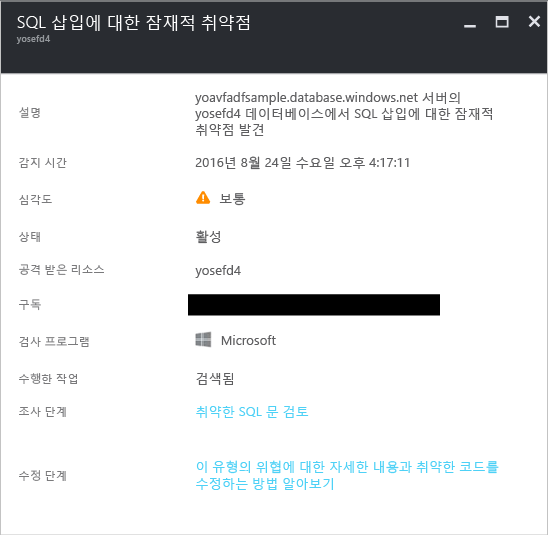 SQL 삽입에 대한 잠재적 취약점
yosefd4
설명
yoavfadfsample.database.windows.net 서버의
yosefd4 데이터베이스에서 SQL 삽입에 대한 잠재적
취약점 발견
감지 시간
2016년 8월 24일 수요일 오후 4:17:11
심각도
보통
상태
활성
공격 받은 리소스
yosefd4
구독
검사 프로그램
Microsoft
수행한 작업
검색됨
조사 단계
취약한 SQL 문 검토
수정 단계
이 유형의 위협에 대한 자세한 내용과 취약한 코드를
수정하는 방법 알아보기